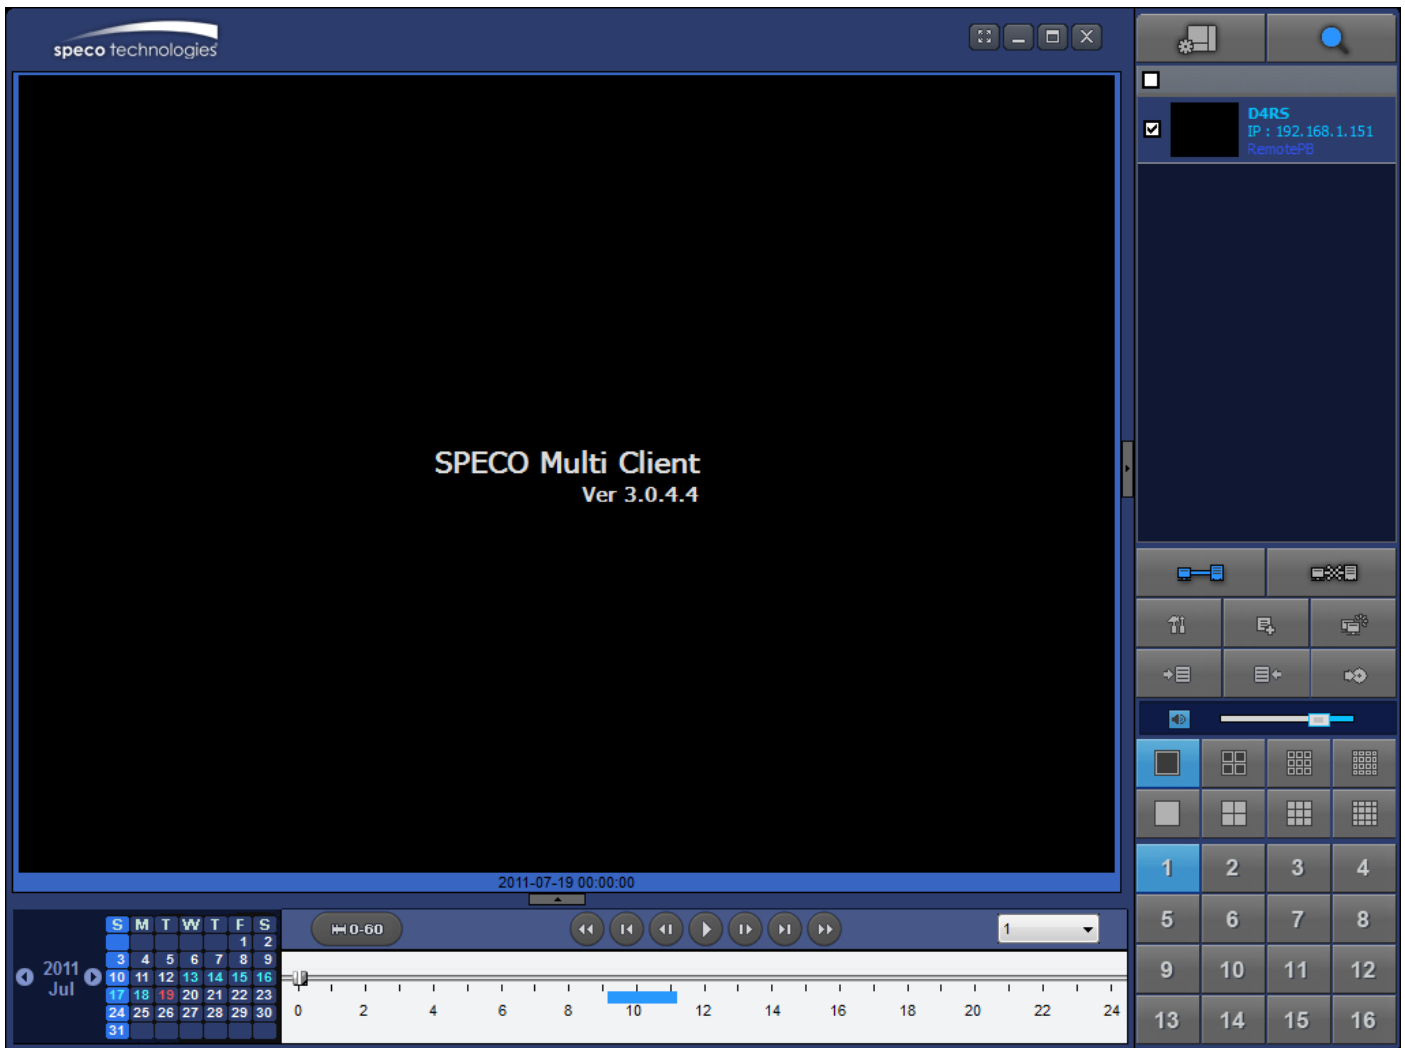 speco technologies
D4RS
IP : 192.168.1.151
RemotePB
SPECO Multi Client
Ver 3.0.4.4
2011-07-19 00:00:00
0-60
1
2011
Jul
S M T W T F S
1 2
3 4 5 6 7 8 9
10 11 12 13 14 15 16
17 18 19 20 21 22 23
24 25 26 27 28 29 30
31
0 2 4 6 8 10 12 14 16 18 20 22 24
1 2 3 4
5 6 7 8
9 10 11 12
13 14 15 16